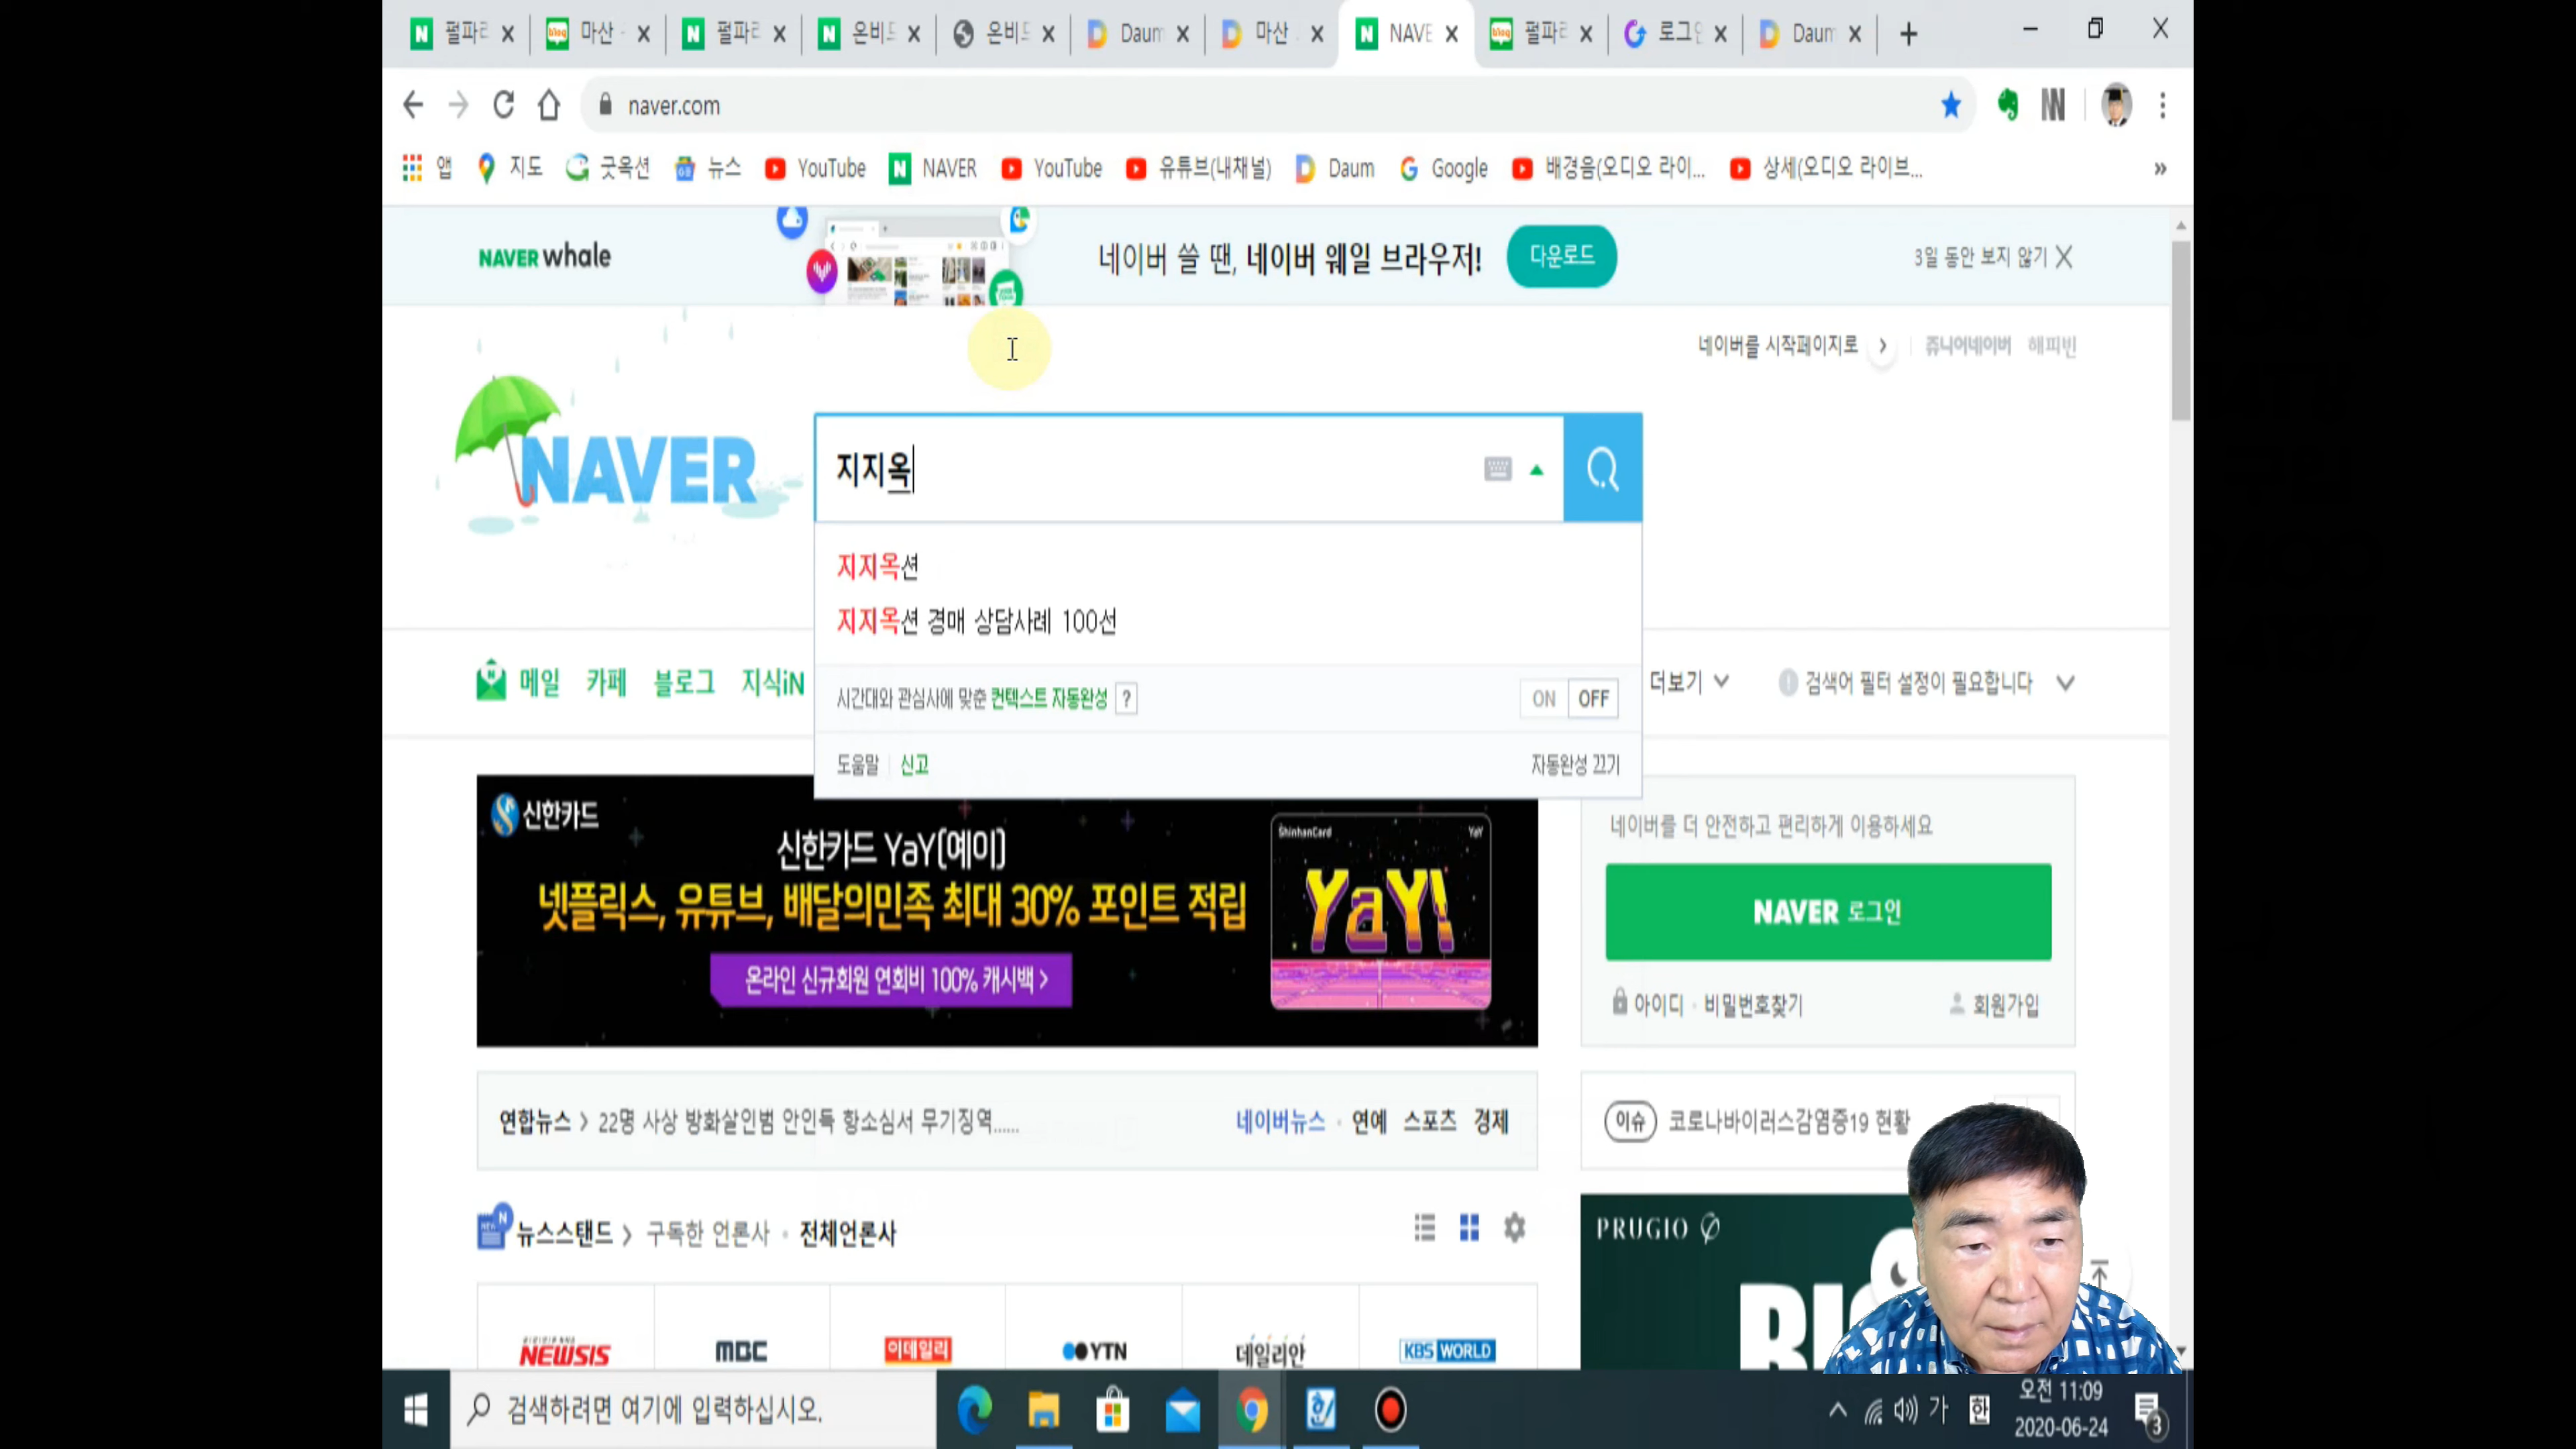 펄파리
마산 -
펄파리
온비드
온비드
Daum
마산
NAVE
펄파리
로그인
Daum
naver.com
앱
지도
굿옥션
뉴스
YouTube
NAVER
YouTube
유튜브(내채널)
Daum
Google
배경음(오디오 라이...
상세(오디오 라이브...
NAVER whale
네이버 쓸 땐, 네이버 웨일 브라우저!
다운로드
3일 동안 보지 않기
네이버를 시작페이지로
쥬니어네이버 해피빈
NAVER
지지옥
지지옥션
지지옥션 경매 상담사례 100선
시간대와 관심사에 맞춘 컨텍스트 자동완성 ?
ON OFF
도움말 신고
자동완성 끄기
메일 카페 블로그 지식iN
더보기
검색어 필터 설정이 필요합니다
신한카드
신한카드 YaY(예이)
넷플릭스, 유튜브, 배달의민족 최대 30% 포인트 적립
온라인 신규회원 연회비 100% 캐시백 >
ShinhanCard YaY
YaY!
네이버를 더 안전하고 편리하게 이용하세요
NAVER 로그인
아이디 · 비밀번호찾기
회원가입
연합뉴스 > 22명 사상 방화살인범 안인득 항소심서 무기징역......
네이버뉴스 · 연예 스포츠 경제
이슈 코로나바이러스감염증19 현황
뉴스스탠드 > 구독한 언론사 · 전체언론사
PRUGIO
NEWSIS
MBC
이데일리
YTN
데일리안
KBS WORLD
검색하려면 여기에 입력하십시오.
가
한
오전 11:09
2020-06-24
3